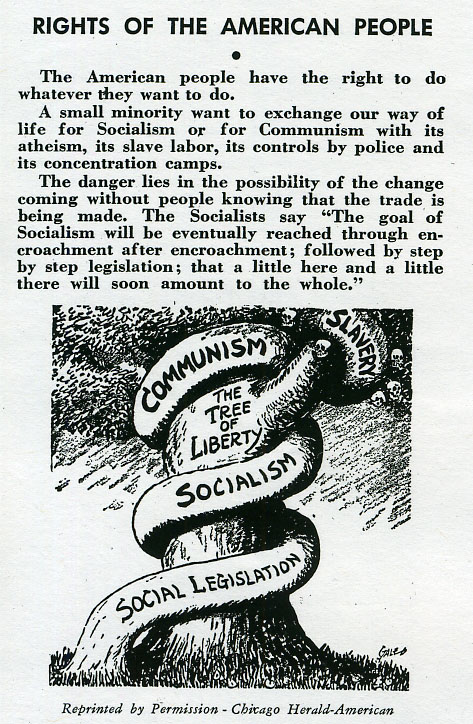 RIGHTS OF THE AMERICAN PEOPLE
•
The American people have the right to do
whatever they want to do.
A small minority want to exchange our way of
life for Socialism or for Communism with its
atheism, its slave labor, its controls by police and
its concentration camps.
The danger lies in the possibility of the change
coming without people knowing that the trade is
being made. The Socialists say “The goal of
Socialism will be eventually reached through en-
croachment after encroachment; followed by step
by step legislation; that a little here and a little
there will soon amount to the whole.”
SLAVERY
COMMUNISM
THE
TREE
OF
LIBERTY
SOCIALISM
SOCIAL LEGISLATION
Reprinted by Permission - Chicago Herald-American